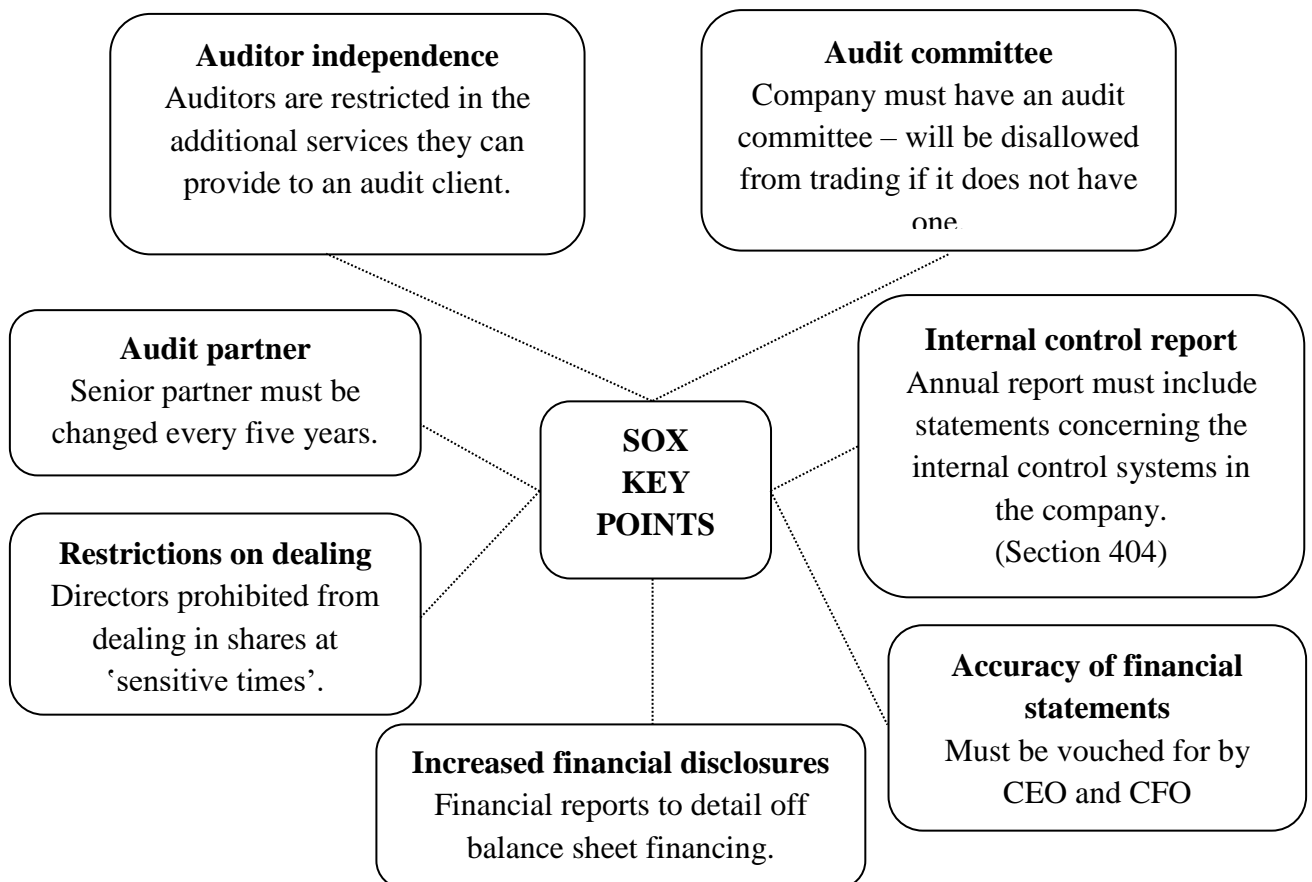 Auditor independence
Auditors are restricted in the
additional services they can
provide to an audit client.
Audit committee
Company must have an audit
committee – will be disallowed
from trading if it does not have
one.
Audit partner
Senior partner must be
changed every five years.
Internal control report
Annual report must include
statements concerning the
internal control systems in
the company.
(Section 404)
SOX
KEY
POINTS
Restrictions on dealing
Directors prohibited from
dealing in shares at
‘sensitive times’.
Accuracy of financial
statements
Must be vouched for by
CEO and CFO
Increased financial disclosures
Financial reports to detail off
balance sheet financing.